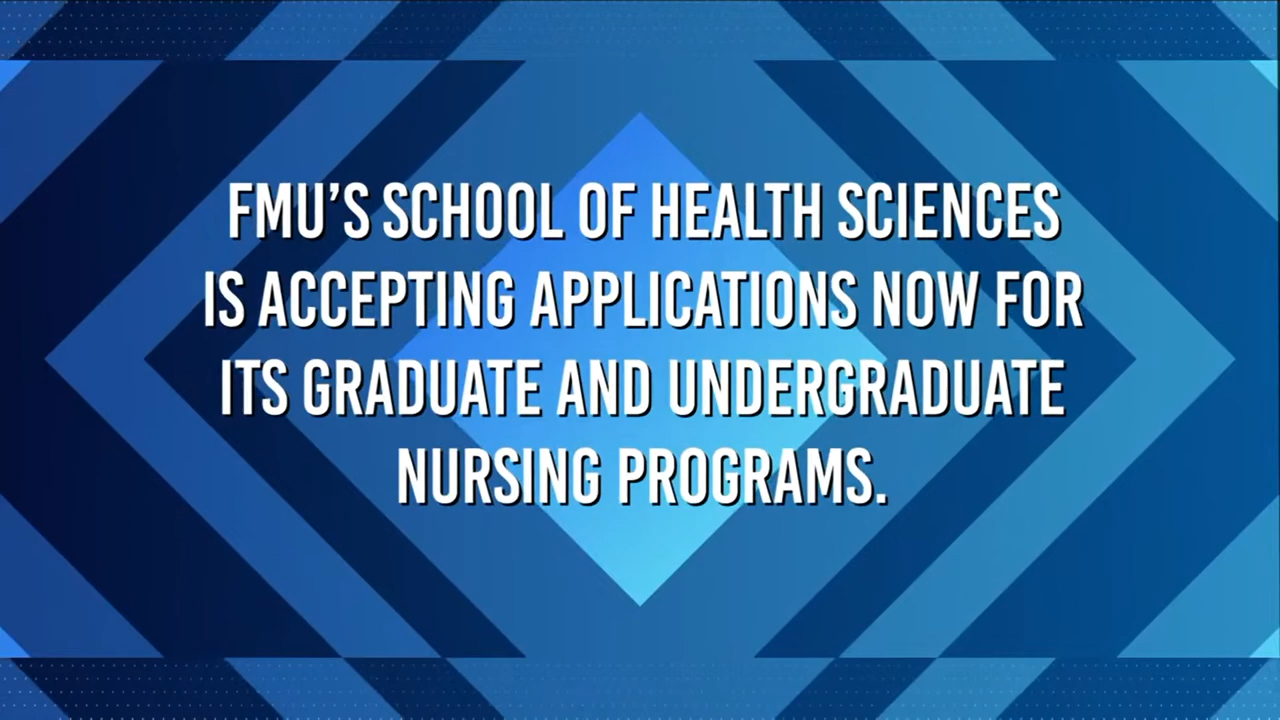 FMU’S SCHOOL OF HEALTH SCIENCES
IS ACCEPTING APPLICATIONS NOW FOR
ITS GRADUATE AND UNDERGRADUATE
NURSING PROGRAMS.